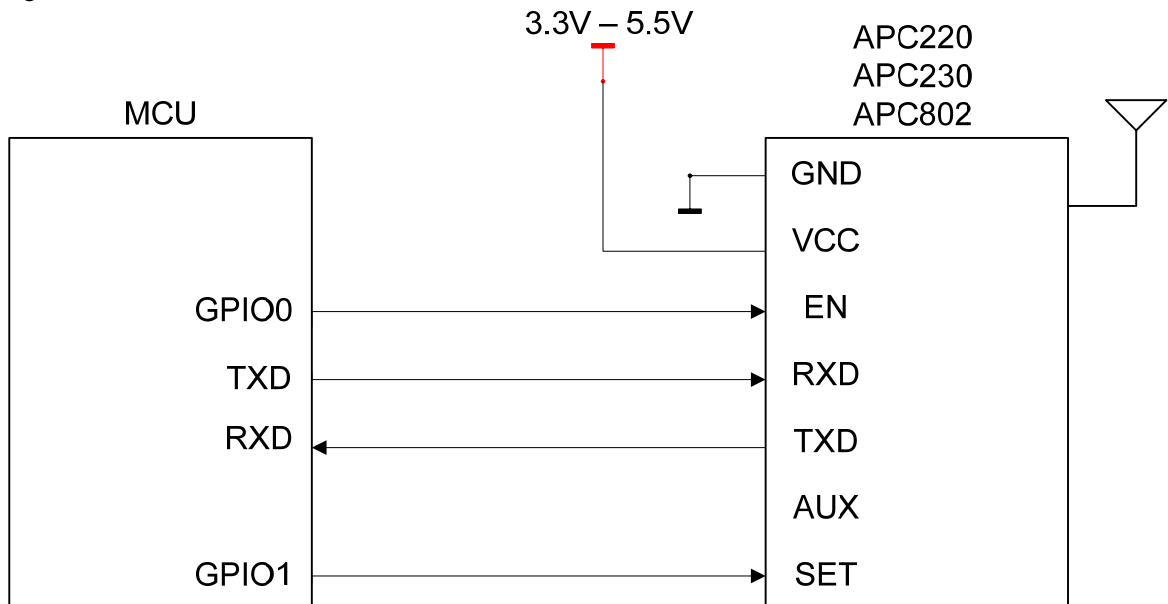 3.3V – 5.5V
APC220
APC230
APC802
MCU
GND
VCC
GPIO0
EN
TXD
RXD
RXD
TXD
AUX
GPIO1
SET